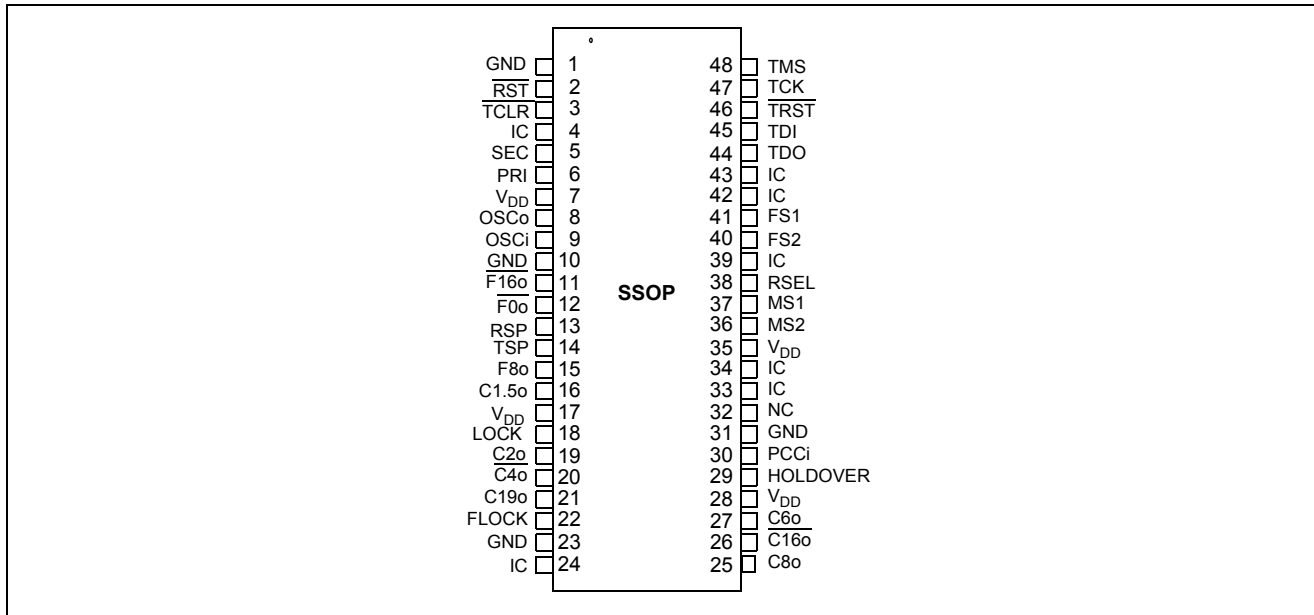 GND 1
RST 2
TCLR 3
IC 4
SEC 5
PRI 6
VDD 7
OSCo 8
OSCi 9
GND 10
F16o 11
F0o 12
RSP 13
TSP 14
F8o 15
C1.5o 16
VDD 17
LOCK 18
C2o 19
C4o 20
C19o 21
FLOCK 22
GND 23
IC 24
SSOP
48 TMS
47 TCK
46 TRST
45 TDI
44 TDO
43 IC
42 IC
41 FS1
40 FS2
39 IC
38 RSEL
37 MS1
36 MS2
35 VDD
34 IC
33 IC
32 NC
31 GND
30 PCCi
29 HOLDOVER
28 VDD
27 C6o
26 C16o
25 C8o